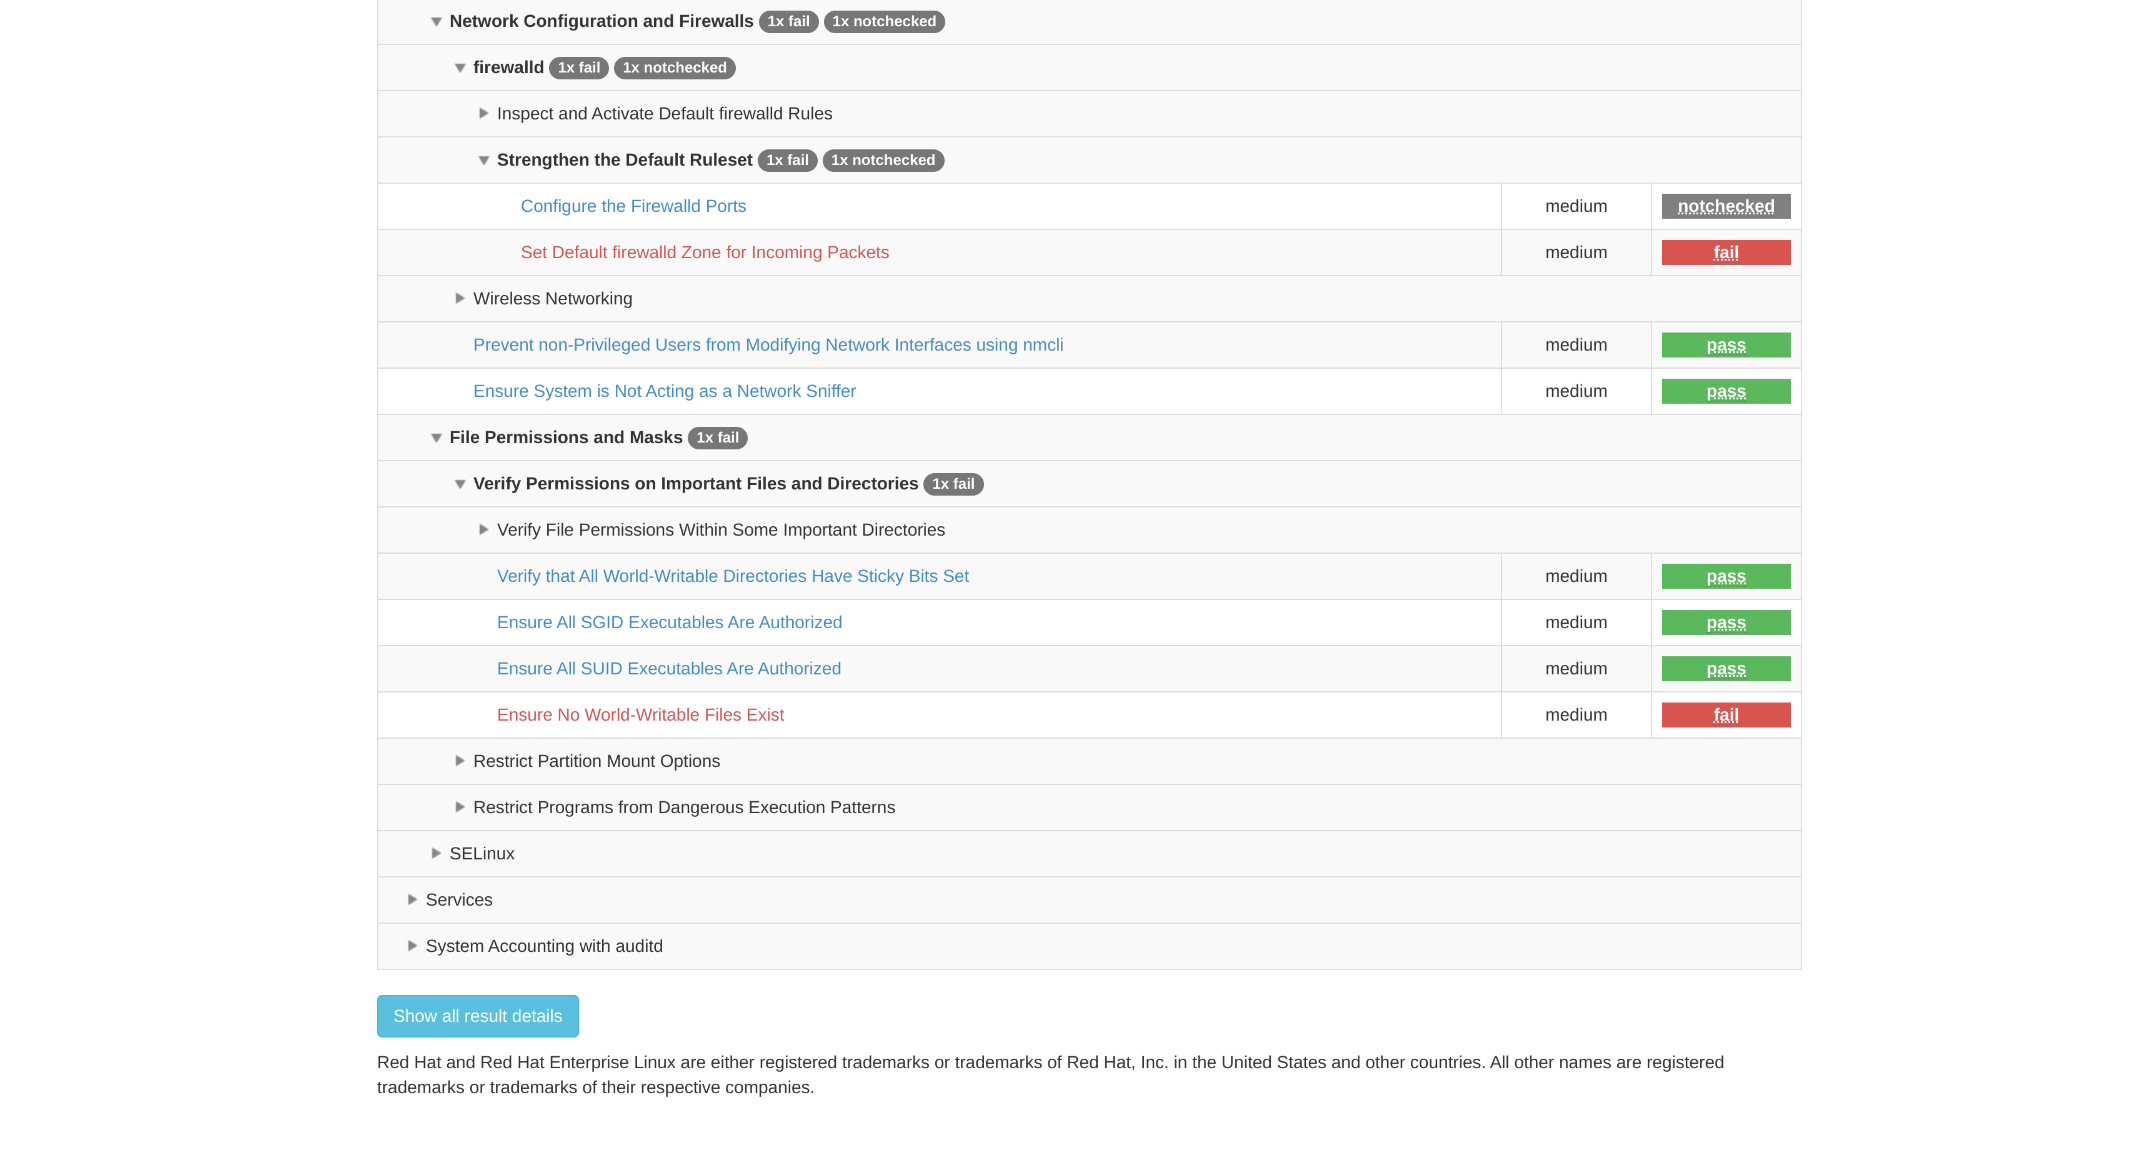 Network Configuration and Firewalls 1x fail 1x notchecked
firewalld 1x fail 1x notchecked
Inspect and Activate Default firewalld Rules
Strengthen the Default Ruleset 1x fail 1x notchecked
Configure the Firewalld Ports medium notchecked
Set Default firewalld Zone for Incoming Packets medium fail
Wireless Networking
Prevent non-Privileged Users from Modifying Network Interfaces using nmcli medium pass
Ensure System is Not Acting as a Network Sniffer medium pass
File Permissions and Masks 1x fail
Verify Permissions on Important Files and Directories 1x fail
Verify File Permissions Within Some Important Directories
Verify that All World-Writable Directories Have Sticky Bits Set medium pass
Ensure All SGID Executables Are Authorized medium pass
Ensure All SUID Executables Are Authorized medium pass
Ensure No World-Writable Files Exist medium fail
Restrict Partition Mount Options
Restrict Programs from Dangerous Execution Patterns
SELinux
Services
System Accounting with auditd
Show all result details
Red Hat and Red Hat Enterprise Linux are either registered trademarks or trademarks of Red Hat, Inc. in the United States and other countries. All other names are registered
trademarks or trademarks of their respective companies.